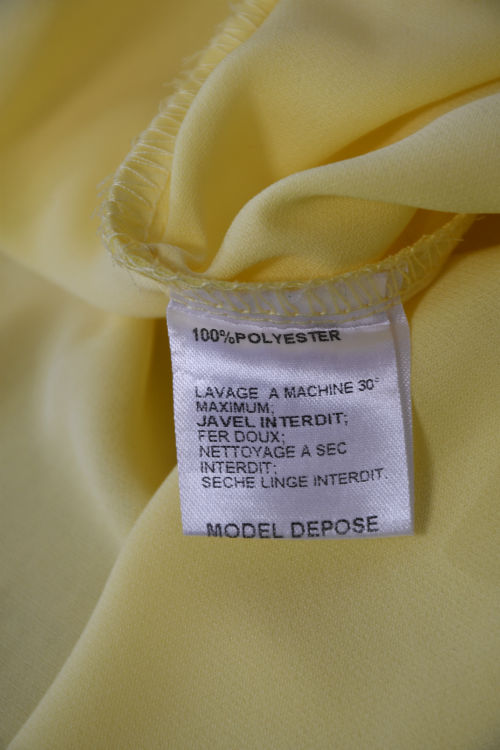 100%POLYESTER
LAVAGE A MACHINE 30°
MAXIMUM;
JAVEL INTERDIT;
FER DOUX;
NETTOYAGE A SEC
INTERDIT;
SECHE LINGE INTERDIT.
MODEL DEPOSE